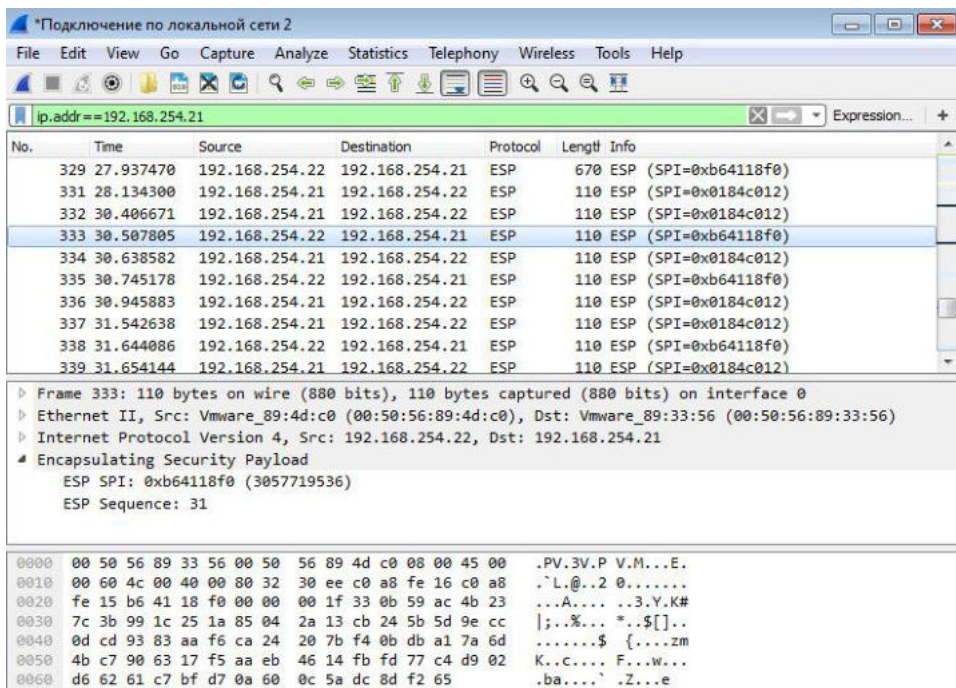 *Подключение по локальной сети 2
File Edit View Go Capture Analyze Statistics Telephony Wireless Tools Help
ip.addr==192.168.254.21 Expression... +
No. Time Source Destination Protocol Lengtl Info
329 27.937470 192.168.254.22 192.168.254.21 ESP 670 ESP (SPI=0xb64118f0)
331 28.134300 192.168.254.21 192.168.254.22 ESP 110 ESP (SPI=0x0184c012)
332 30.406671 192.168.254.21 192.168.254.22 ESP 110 ESP (SPI=0x0184c012)
333 30.507805 192.168.254.22 192.168.254.21 ESP 110 ESP (SPI=0xb64118f0)
334 30.638582 192.168.254.21 192.168.254.22 ESP 110 ESP (SPI=0x0184c012)
335 30.745178 192.168.254.22 192.168.254.21 ESP 110 ESP (SPI=0xb64118f0)
336 30.945883 192.168.254.21 192.168.254.22 ESP 110 ESP (SPI=0x0184c012)
337 31.542638 192.168.254.21 192.168.254.22 ESP 110 ESP (SPI=0x0184c012)
338 31.644086 192.168.254.22 192.168.254.21 ESP 110 ESP (SPI=0xb64118f0)
339 31.654144 192.168.254.21 192.168.254.22 ESP 110 ESP (SPI=0x0184c012)
Frame 333: 110 bytes on wire (880 bits), 110 bytes captured (880 bits) on interface 0
Ethernet II, Src: Vmware_89:4d:c0 (00:50:56:89:4d:c0), Dst: Vmware_89:33:56 (00:50:56:89:33:56)
Internet Protocol Version 4, Src: 192.168.254.22, Dst: 192.168.254.21
Encapsulating Security Payload
ESP SPI: 0xb64118f0 (3057719536)
ESP Sequence: 31
0000 00 50 56 89 33 56 00 50 56 89 4d c0 08 00 45 00 .PV.3V.P V.M...E.
0010 00 60 4c 00 40 00 80 32 30 ee c0 a8 fe 16 c0 a8 .`L.@..2 0.......
0020 fe 15 b6 41 18 f0 00 00 00 1f 33 0b 59 ac 4b 23 ...A.... ..3.Y.K#
0030 7c 3b 99 1c 25 1a 85 04 2a 13 cb 24 5b 5d 9e cc |;..%... *..$[]..
0040 0d cd 93 83 aa f6 ca 24 20 7b f4 0b db a1 7a 6d .......$ {....zm
0050 4b c7 90 63 17 f5 aa eb 46 14 fb fd 77 c4 d9 02 K..c.... F...w...
0060 d6 62 61 c7 bf d7 0a 60 0c 5a dc 8d f2 65 .ba....` .Z...e